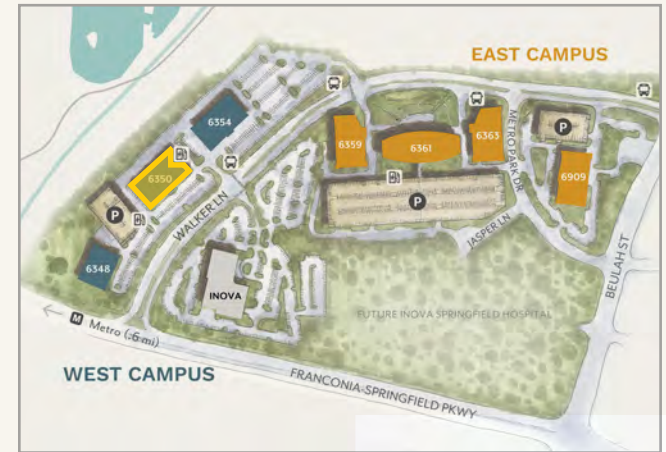 EAST CAMPUS
6354
6359
6361
6363
METRO PARK DR
P
6909
6350
P
WALKER LN
P
JASPER LN
BEULAH ST
6348
INOVA
FUTURE INOVA SPRINGFIELD HOSPITAL
M Metro (.6 mi)
WEST CAMPUS
FRANCONIA-SPRINGFIELD PKWY